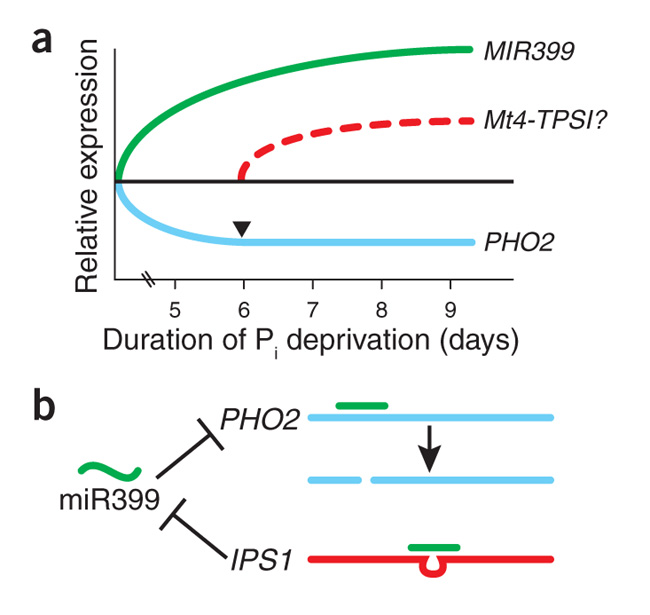 a
Relative expression
MIR399
Mt4-TPSI?
PHO2
5 6 7 8 9
Duration of Pi deprivation (days)
b
PHO2
miR399
IPS1